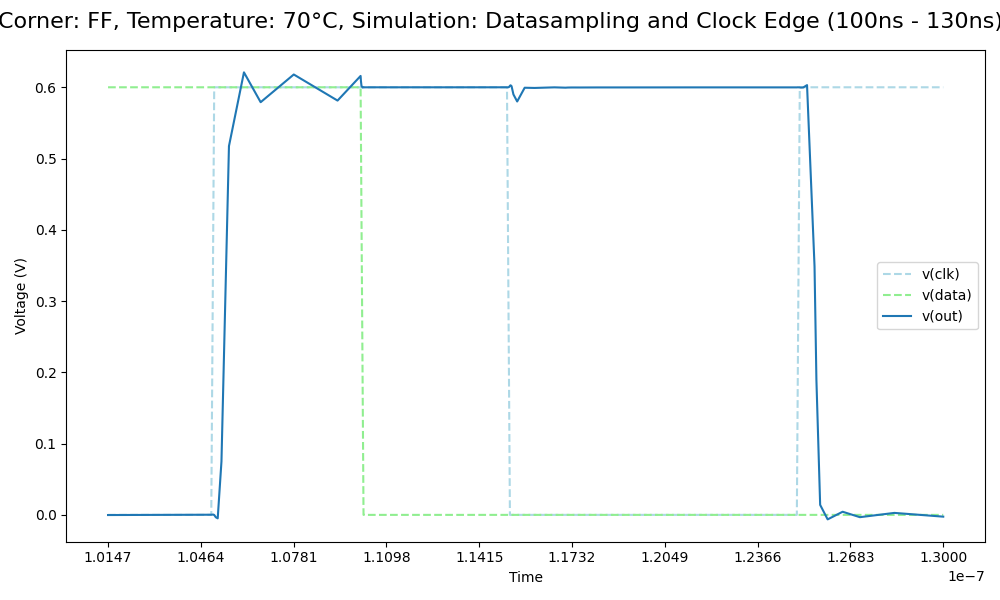 Corner: FF, Temperature: 70°C, Simulation: Datasampling and Clock Edge (100ns - 130ns)
0.6
0.5
0.4
0.3
0.2
0.1
0.0
Voltage (V)
v(clk)
v(data)
v(out)
1.0147 1.0464 1.0781 1.1098 1.1415 1.1732 1.2049 1.2366 1.2683 1.3000
Time
1e−7